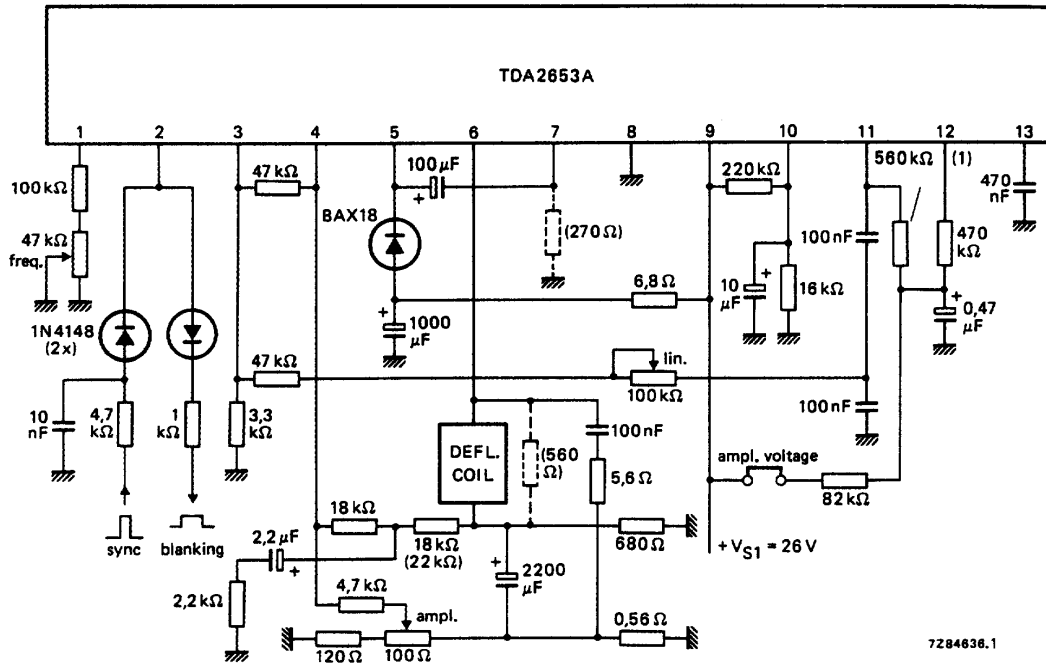 TDA2653A
1 2 3 4 5 6 7 8 9 10 11 12 13
100 kΩ
47 kΩ
freq.
1N4148
(2x)
10
nF
4,7
kΩ
sync
1
kΩ
blanking
47 kΩ
47 kΩ
3,3
kΩ
100 µF
+
BAX18
+
1000
µF
(270 Ω)
6,8 Ω
220 kΩ
+
10
µF
16 kΩ
560 kΩ
(1)
100 nF
470
kΩ
+
0,47
µF
470
nF
lin.
100 kΩ
100 nF
DEFL.
COIL
(560
Ω)
100 nF
5,6 Ω
ampl. voltage
82 kΩ
+ VS1 = 26 V
18 kΩ
18 kΩ
(22 kΩ)
2,2 µF
+
2,2 kΩ
+
2200
µF
680 Ω
4,7 kΩ
ampl.
120 Ω
100 Ω
0,56 Ω
7Z84636.1